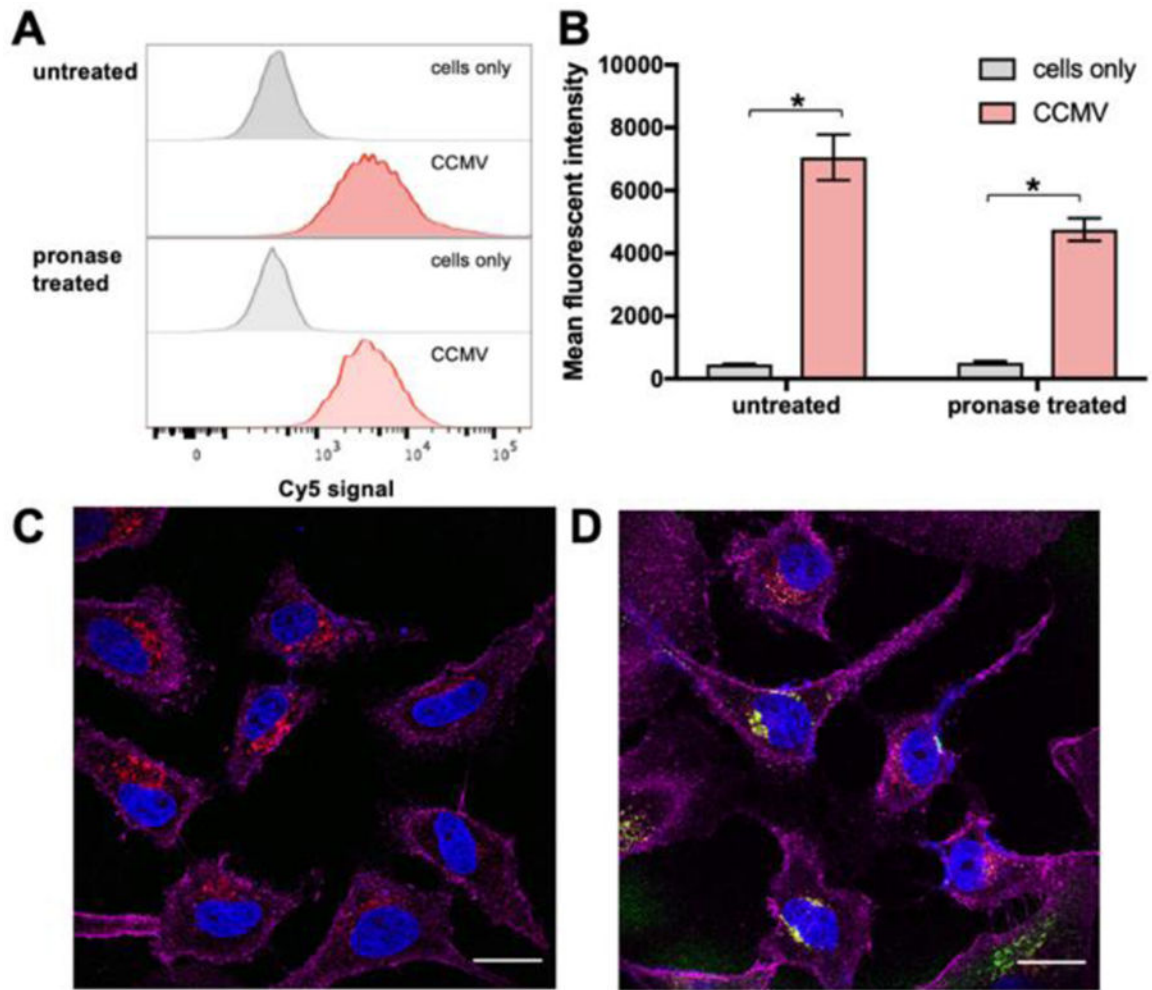 A
untreated
cells only
CCMV
pronase
treated
cells only
CCMV
0 10³ 10⁴ 10⁵
Cy5 signal
B
Mean fluorescent intensity
10000
8000
6000
4000
2000
0
*
*
cells only
CCMV
untreated pronase treated
C
D